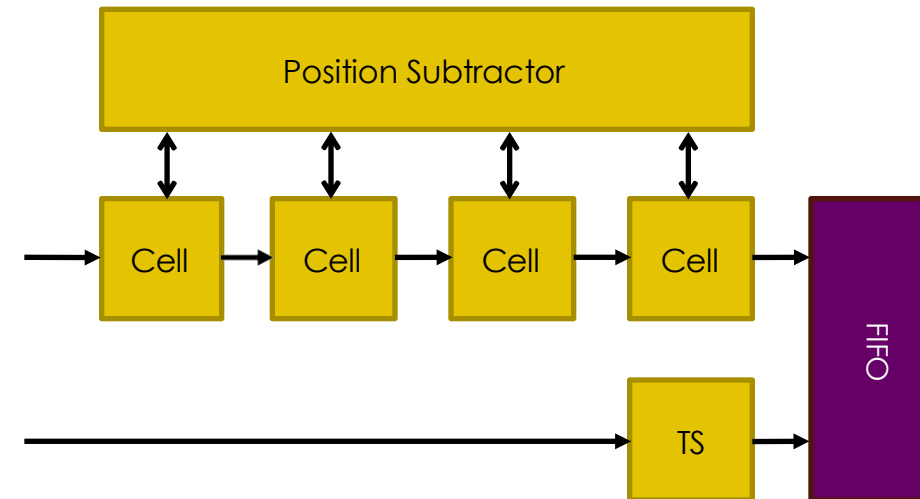 Position Subtractor
Cell
Cell
Cell
Cell
FIFO
TS